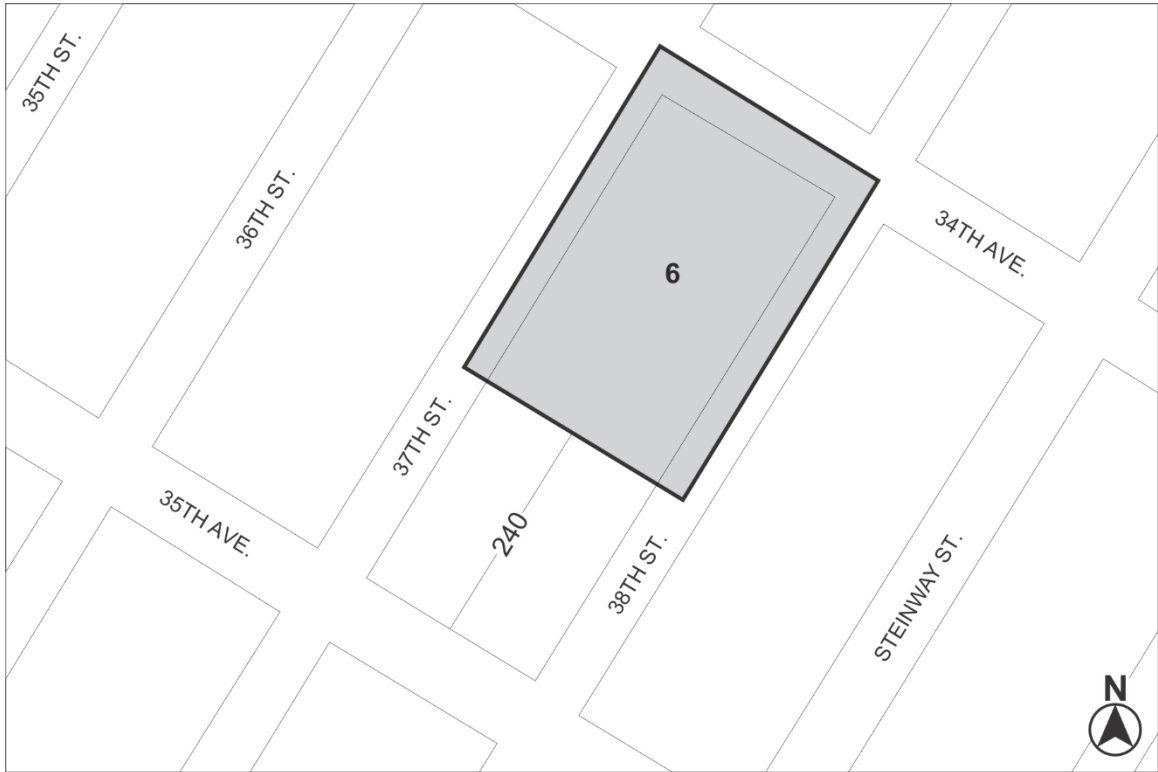 35TH ST.
36TH ST.
6
34TH AVE.
37TH ST.
35TH AVE.
240
38TH ST.
STEINWAY ST.
N